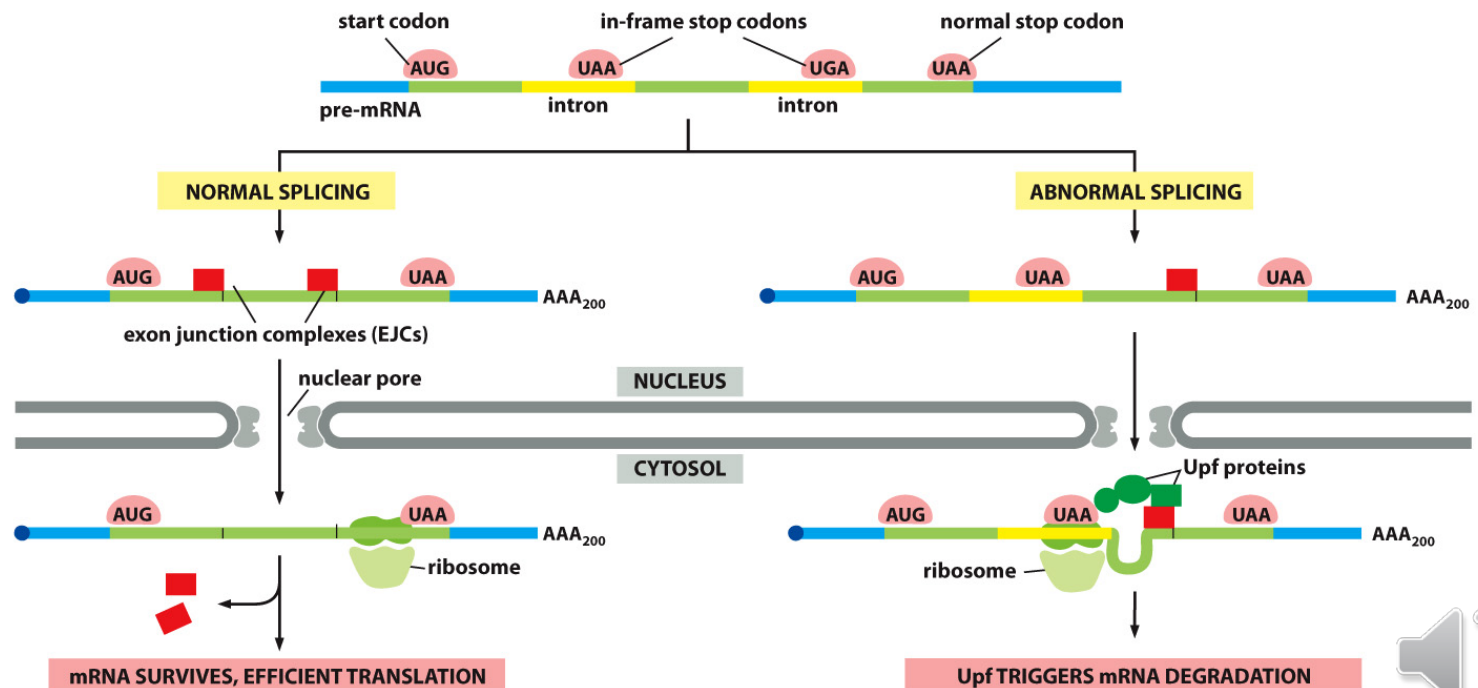 start codon
in-frame stop codons
normal stop codon
AUG
UAA
UGA
UAA
pre-mRNA
intron
intron
NORMAL SPLICING
ABNORMAL SPLICING
AUG
UAA
AAA200
exon junction complexes (EJCs)
AUG
UAA
UAA
AAA200
nuclear pore
NUCLEUS
CYTOSOL
AUG
UAA
AAA200
ribosome
Upf proteins
AUG
UAA
UAA
AAA200
ribosome
mRNA SURVIVES, EFFICIENT TRANSLATION
Upf TRIGGERS mRNA DEGRADATION